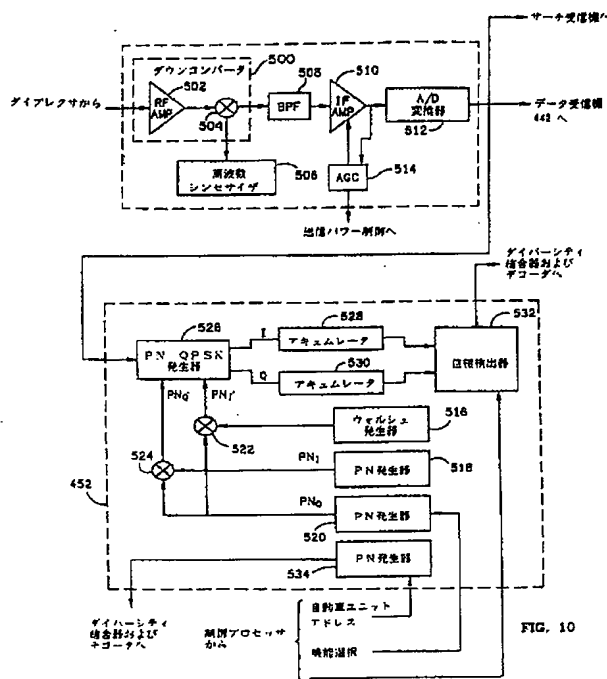 サーチ受信機へ
ダウンコンバータ
500
502
RF
AMP
504
508
BPF
510
IF
AMP
A/D
変換器
512
ダイプレクサから
データ受信機
442へ
周波数
シンセサイザ
506
AGC
514
送信パワー制御へ
ダイバーシティ
結合器および
デコーダへ
526
PN QPSK
発生器
I
528
アキュムレータ
532
位相検出器
Q
530
アキュムレータ
PNQ'
PNI'
522
ウォルシュ
発生器
516
524
PNI
PN発生器
518
452
PNQ
PN発生器
520
PN発生器
534
ダイバーシティ
結合器および
デコーダへ
制御プロセッサ
から
自動車ユニット
アドレス
機能選択
FIG. 10